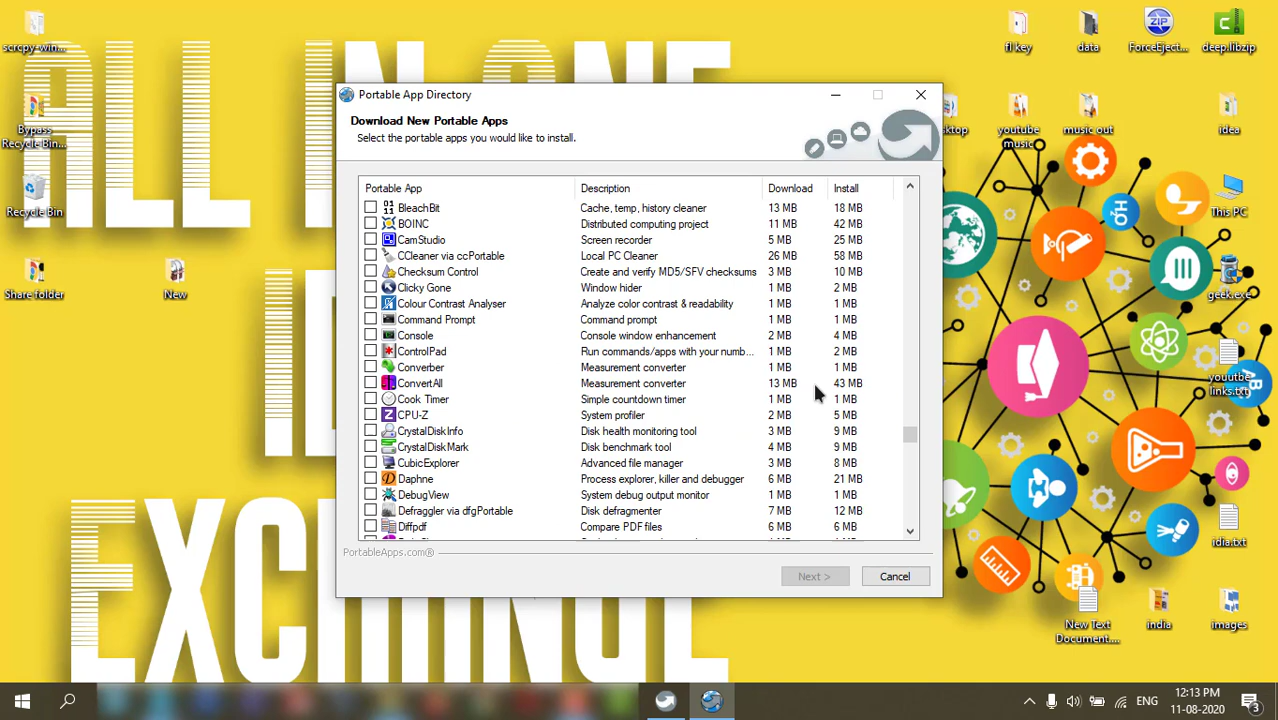 scrcpy-win...
Bypass
Recycle Bin...
Recycle Bin
Share folder
New
ALL IN ONE
EXCHINGE
fl key
data
ForceEject...
deep.libzip
youtube
music
music out
idea
This PC
geek.exe
youutbe
links.txt
idia.txt
New Text
Document....
india
images
H₂O
Portable App Directory
Download New Portable Apps
Select the portable apps you would like to install.
Portable App Description Download Install
BleachBit Cache, temp, history cleaner 13 MB 18 MB
BOINC Distributed computing project 11 MB 42 MB
CamStudio Screen recorder 5 MB 25 MB
CCleaner via ccPortable Local PC Cleaner 26 MB 58 MB
Checksum Control Create and verify MD5/SFV checksums 3 MB 10 MB
Clicky Gone Window hider 1 MB 2 MB
Colour Contrast Analyser Analyze color contrast & readability 1 MB 1 MB
Command Prompt Command prompt 1 MB 1 MB
Console Console window enhancement 2 MB 4 MB
ControlPad Run commands/apps with your numb... 1 MB 2 MB
Converber Measurement converter 1 MB 1 MB
ConvertAll Measurement converter 13 MB 43 MB
Cook Timer Simple countdown timer 1 MB 1 MB
CPU-Z System profiler 2 MB 5 MB
CrystalDiskInfo Disk health monitoring tool 3 MB 9 MB
CrystalDiskMark Disk benchmark tool 4 MB 9 MB
CubicExplorer Advanced file manager 3 MB 8 MB
Daphne Process explorer, killer and debugger 6 MB 21 MB
DebugView System debug output monitor 1 MB 1 MB
Defraggler via dfgPortable Disk defragmenter 7 MB 12 MB
Diffpdf Compare PDF files 6 MB 6 MB
PortableApps.com®
Next >
Cancel
ENG
12:13 PM
11-08-2020
3